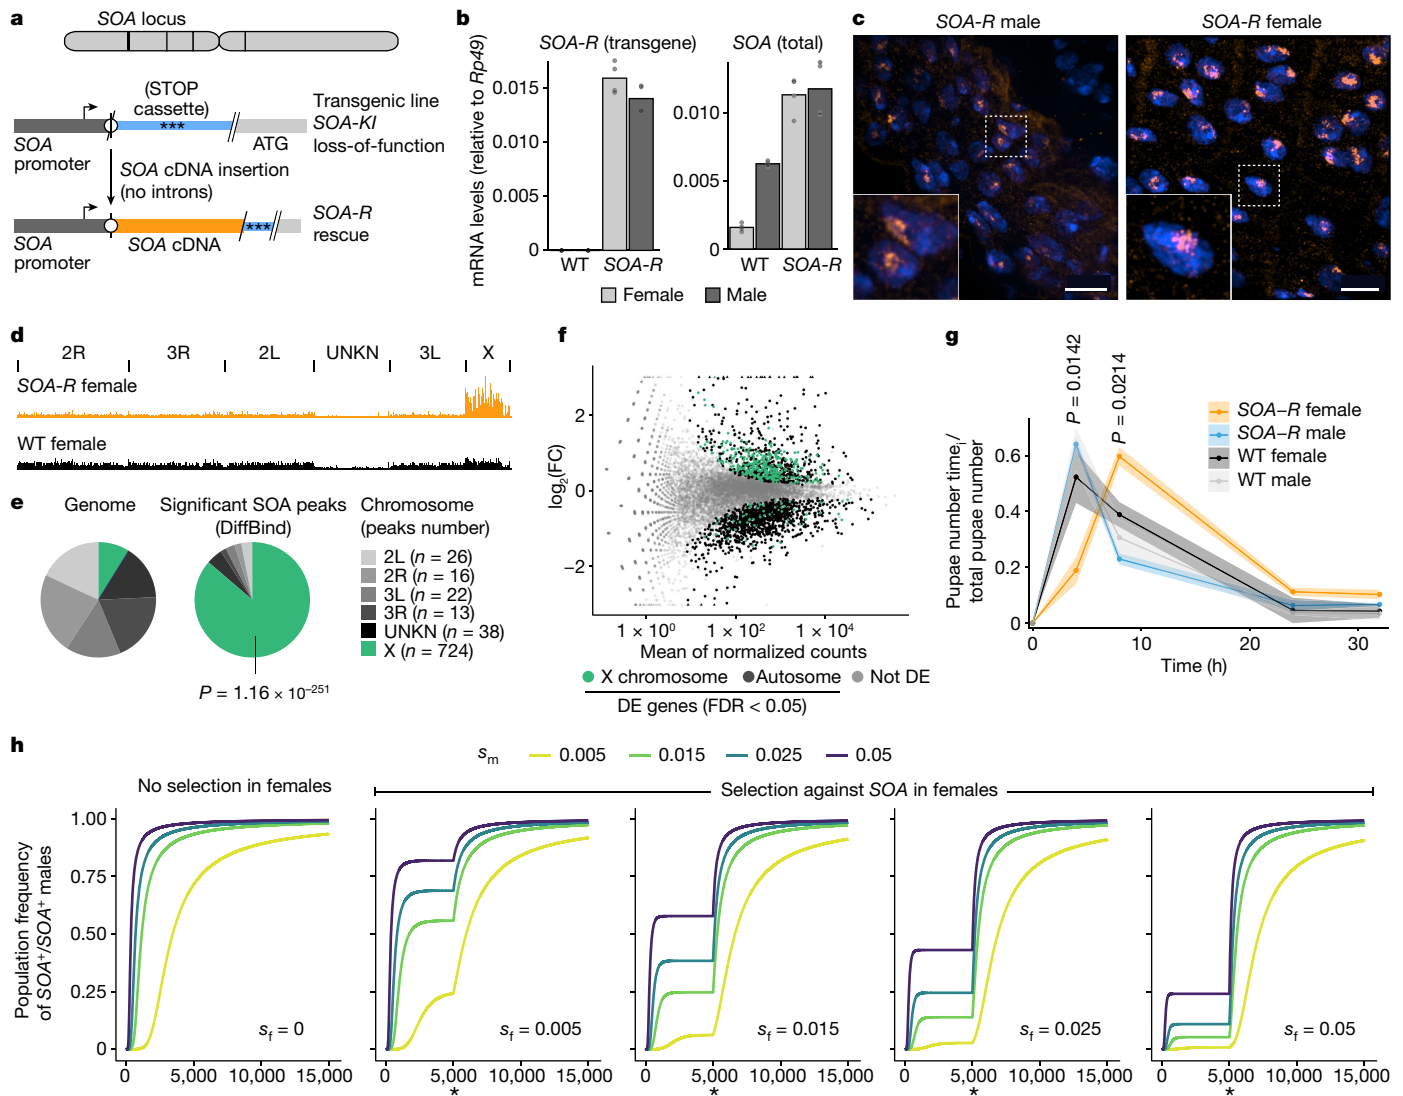 a
SOA locus
(STOP
cassette)
***
SOA
promoter
ATG
Transgenic line
SOA-KI
loss-of-function
SOA cDNA insertion
(no introns)
***
SOA
promoter
SOA cDNA
SOA-R
rescue
b
mRNA levels (relative to Rp49)
SOA-R (transgene)
0.015
0.010
0.005
0
WT SOA-R
SOA (total)
0.010
0.005
0
WT SOA-R
Female Male
c
SOA-R male
SOA-R female
d
2R 3R 2L UNKN 3L X
SOA-R female
WT female
e
Genome
Significant SOA peaks
(DiffBind)
P = 1.16 × 10⁻²⁵¹
Chromosome
(peaks number)
2L (n = 26)
2R (n = 16)
3L (n = 22)
3R (n = 13)
UNKN (n = 38)
X (n = 724)
f
log₂(FC)
2
0
−2
1 × 10⁰ 1 × 10² 1 × 10⁴
Mean of normalized counts
X chromosome Autosome Not DE
DE genes (FDR < 0.05)
g
P = 0.0142
P = 0.0214
Pupae number timeᵢ/
total pupae number
0.6
0.4
0.2
0
0 10 20 30
Time (h)
SOA–R female
SOA–R male
WT female
WT male
h
sₘ 0.005 0.015 0.025 0.05
No selection in females
Selection against SOA in females
Population frequency
of SOA⁺/SOA⁺ males
1.00
0.75
0.50
0.25
0
s_f = 0
s_f = 0.005
s_f = 0.015
s_f = 0.025
s_f = 0.05
0 5,000 10,000 15,000
0 5,000 10,000 15,000
*
0 5,000 10,000 15,000
*
0 5,000 10,000 15,000
*
0 5,000 10,000 15,000
*